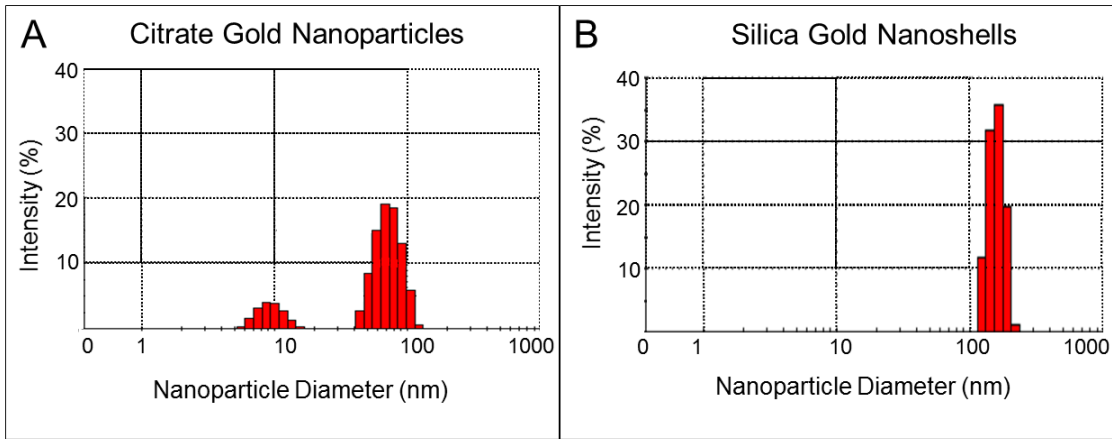 A
Citrate Gold Nanoparticles
40
30
20
10
Intensity (%)
0 1 10 100 1000
Nanoparticle Diameter (nm)
B
Silica Gold Nanoshells
40
30
20
10
Intensity (%)
0 1 10 100 1000
Nanoparticle Diameter (nm)